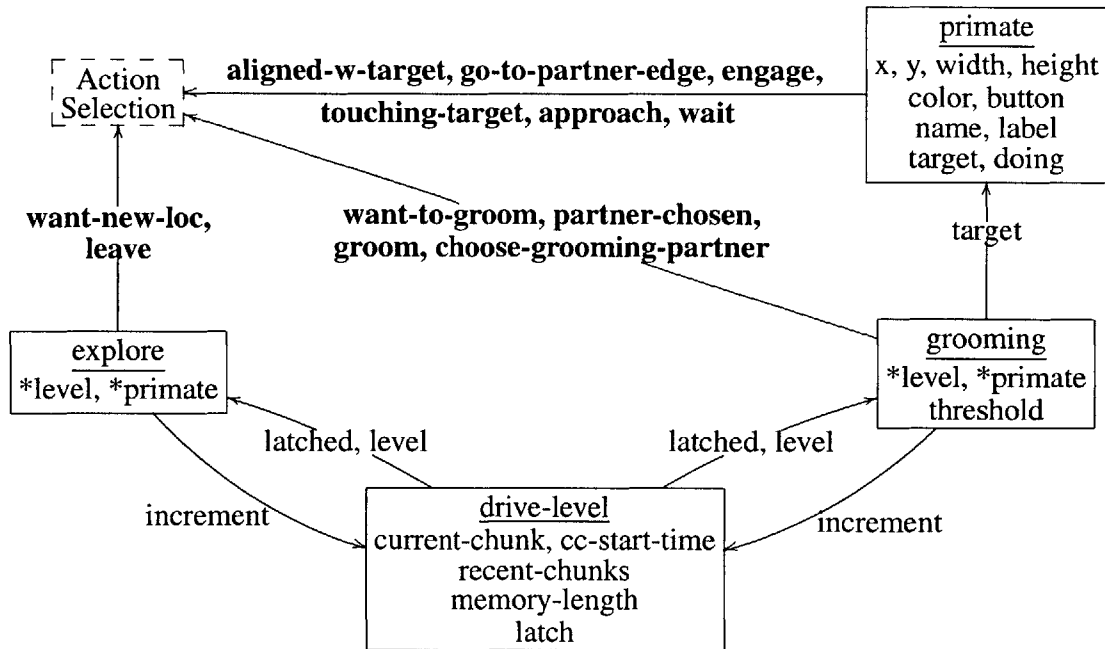 primate
x, y, width, height
color, button
name, label
target, doing
Action
Selection
aligned-w-target, go-to-partner-edge, engage,
touching-target, approach, wait
want-new-loc,
leave
want-to-groom, partner-chosen,
groom, choose-grooming-partner
target
explore
*level, *primate
grooming
*level, *primate
threshold
latched, level
latched, level
increment
increment
drive-level
current-chunk, cc-start-time
recent-chunks
memory-length
latch